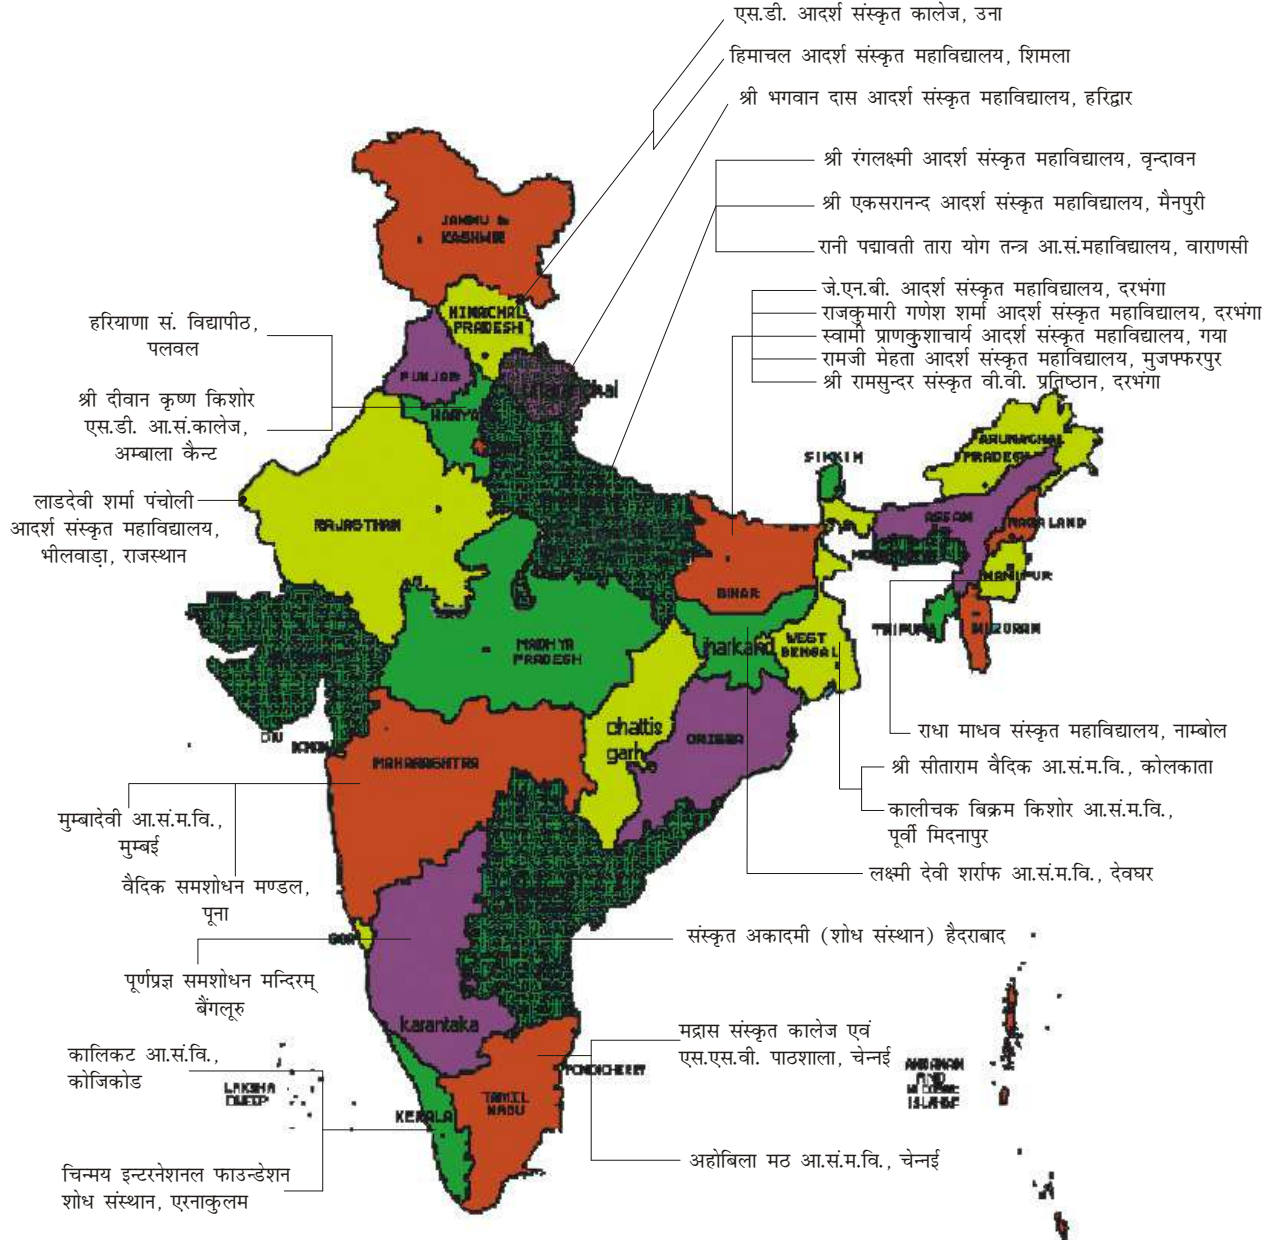 एस.डी. आदर्श संस्कृत कालेज, उना
हिमाचल आदर्श संस्कृत महाविद्यालय, शिमला
श्री भगवान दास आदर्श संस्कृत महाविद्यालय, हरिद्वार
श्री रंगलक्ष्मी आदर्श संस्कृत महाविद्यालय, वृन्दावन
श्री एकसरानन्द आदर्श संस्कृत महाविद्यालय, मैनपुरी
रानी पद्मावती तारा योग तन्त्र आ.सं.महाविद्यालय, वाराणसी
जे.एन.बी. आदर्श संस्कृत महाविद्यालय, दरभंगा
राजकुमारी गणेश शर्मा आदर्श संस्कृत महाविद्यालय, दरभंगा
स्वामी प्राणकुशाचार्य आदर्श संस्कृत महाविद्यालय, गया
रामजी मेहता आदर्श संस्कृत महाविद्यालय, मुजफ्फरपुर
श्री रामसुन्दर संस्कृत वी.वी. प्रतिष्ठान, दरभंगा
हरियाणा सं. विद्यापीठ,
पलवल
श्री दीवान कृष्ण किशोर
एस.डी. आ.सं.कालेज,
अम्बाला कैन्ट
लाडदेवी शर्मा पंचोली
आदर्श संस्कृत महाविद्यालय,
भीलवाड़ा, राजस्थान
JAMMU &
KASHMIR
HIMACHAL
PRADESH
PUNJAB
RAJASTHAN
SIKKIM
ARUNACHAL
PRADESH
ASSAM
NAGALAND
MANIPUR
TRIPURA
MIZORAM
BIHAR
MADHYA
PRADESH
jharkand
WEST
BENGAL
chattis
garh
ORISSA
DIU
MAHARASHTRA
राधा माधव संस्कृत महाविद्यालय, नाम्बोल
श्री सीताराम वैदिक आ.सं.म.वि., कोलकाता
कालीचक बिक्रम किशोर आ.सं.म.वि.,
पूर्वी मिदनापुर
लक्ष्मी देवी शर्राफ आ.सं.म.वि., देवघर
मुम्बादेवी आ.सं.म.वि.,
मुम्बई
वैदिक समशोधन मण्डल,
पूना
GOA
संस्कृत अकादमी (शोध संस्थान) हैदराबाद
पूर्णप्रज्ञ समशोधन मन्दिरम्
बैंगलूरु
karantaka
मद्रास संस्कृत कालेज एवं
एस.एस.वी. पाठशाला, चेन्नई
कालिकट आ.सं.वि.,
कोजिकोड
LAKSHA
DWEEP
PONDICHERRY
ANDAMAN
AND
NICOBAR
ISLANDS
KERALA
TAMIL
NADU
अहोबिला मठ आ.सं.म.वि., चेन्नई
चिन्मय इन्टरनेशनल फाउन्डेशन
शोध संस्थान, एरनाकुलम